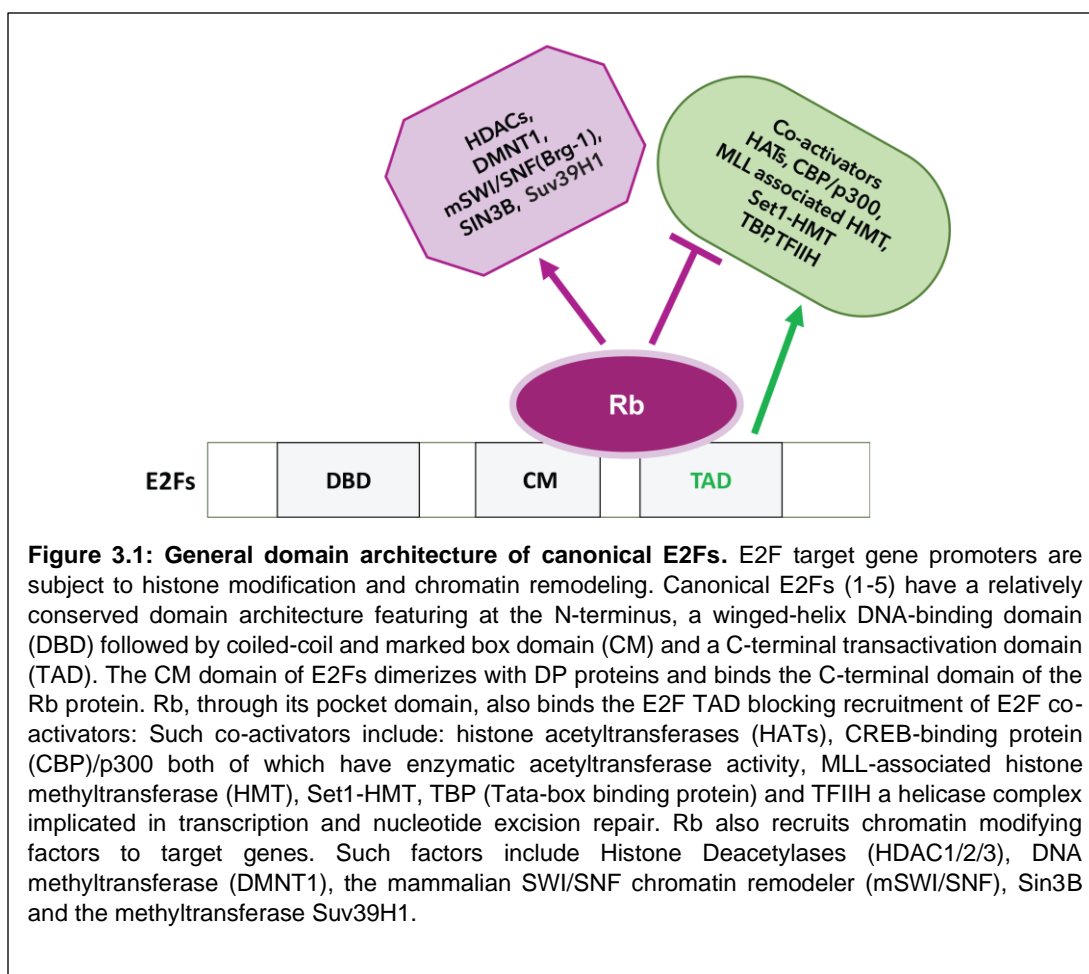 HDACs,
DMNT1,
mSWI/SNF(Brg-1),
SIN3B, Suv39H1
Co-activators
HATs, CBP/p300,
MLL associated HMT,
Set1-HMT
TBP,TFIIH
Rb
E2Fs
DBD
CM
TAD
Figure 3.1: General domain architecture of canonical E2Fs. E2F target gene promoters are
subject to histone modification and chromatin remodeling. Canonical E2Fs (1-5) have a relatively
conserved domain architecture featuring at the N-terminus, a winged-helix DNA-binding domain
(DBD) followed by coiled-coil and marked box domain (CM) and a C-terminal transactivation domain
(TAD). The CM domain of E2Fs dimerizes with DP proteins and binds the C-terminal domain of the
Rb protein. Rb, through its pocket domain, also binds the E2F TAD blocking recruitment of E2F co-
activators: Such co-activators include: histone acetyltransferases (HATs), CREB-binding protein
(CBP)/p300 both of which have enzymatic acetyltransferase activity, MLL-associated histone
methyltransferase (HMT), Set1-HMT, TBP (Tata-box binding protein) and TFIIH a helicase complex
implicated in transcription and nucleotide excision repair. Rb also recruits chromatin modifying
factors to target genes. Such factors include Histone Deacetylases (HDAC1/2/3), DNA
methyltransferase (DMNT1), the mammalian SWI/SNF chromatin remodeler (mSWI/SNF), Sin3B
and the methyltransferase Suv39H1.